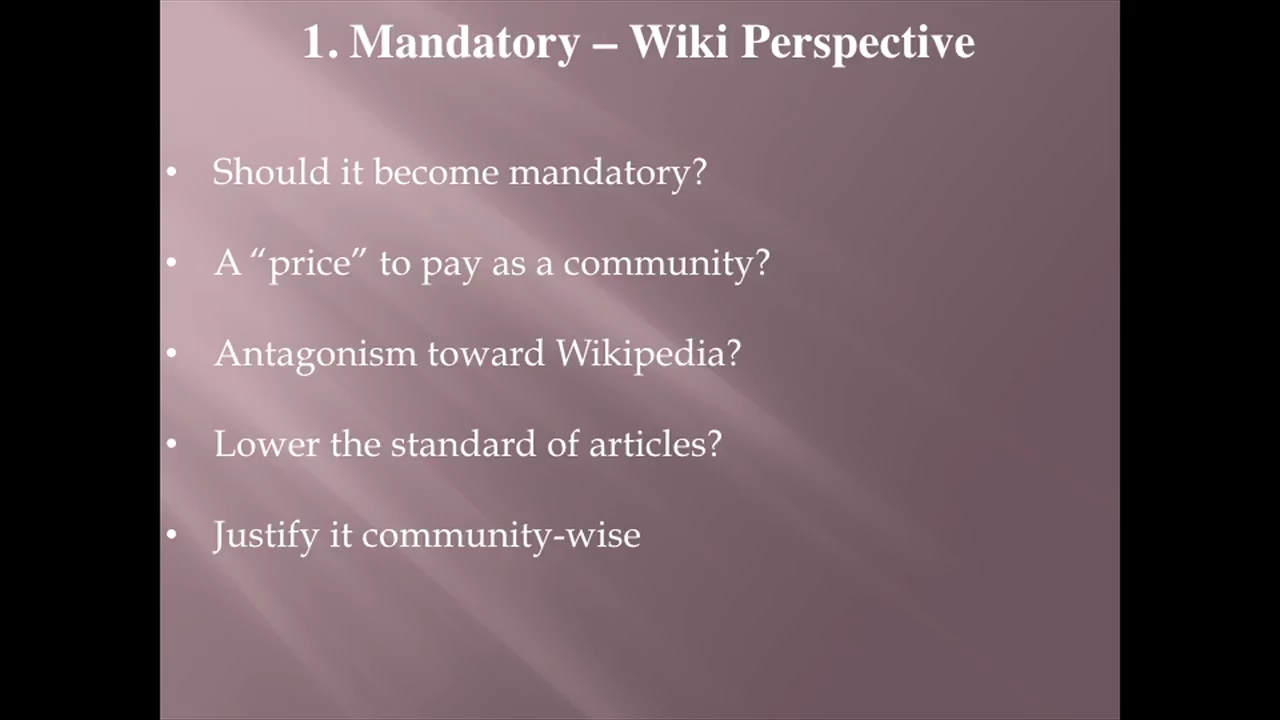 1. Mandatory – Wiki Perspective
• Should it become mandatory?
• A “price” to pay as a community?
• Antagonism toward Wikipedia?
• Lower the standard of articles?
• Justify it community-wise